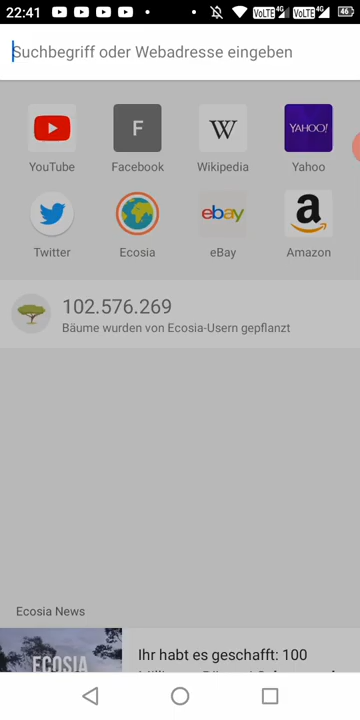 22:41
VoLTE 4G VoLTE 4G 46
Suchbegriff oder Webadresse eingeben
F
W
YAHOO!
YouTube
Facebook
Wikipedia
Yahoo
ebay
a
Twitter
Ecosia
eBay
Amazon
102.576.269
Bäume wurden von Ecosia-Usern gepflanzt
Ecosia News
ECOSIA
Ihr habt es geschafft: 100